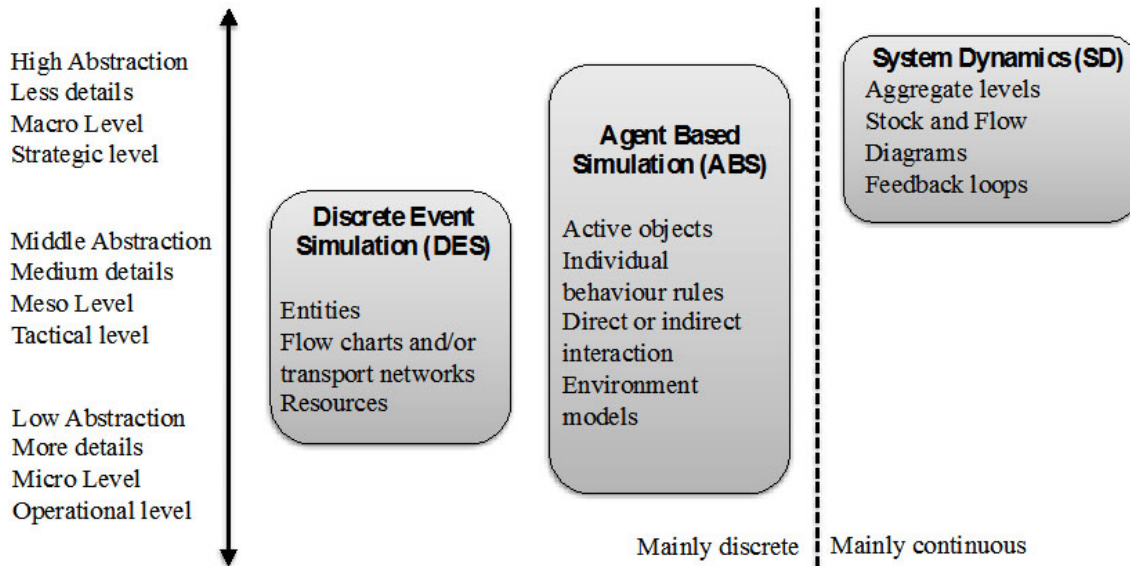 High Abstraction
Less details
Macro Level
Strategic level
Middle Abstraction
Medium details
Meso Level
Tactical level
Low Abstraction
More details
Micro Level
Operational level
Discrete Event
Simulation (DES)
Entities
Flow charts and/or
transport networks
Resources
Agent Based
Simulation (ABS)
Active objects
Individual
behaviour rules
Direct or indirect
interaction
Environment
models
System Dynamics (SD)
Aggregate levels
Stock and Flow
Diagrams
Feedback loops
Mainly discrete
Mainly continuous